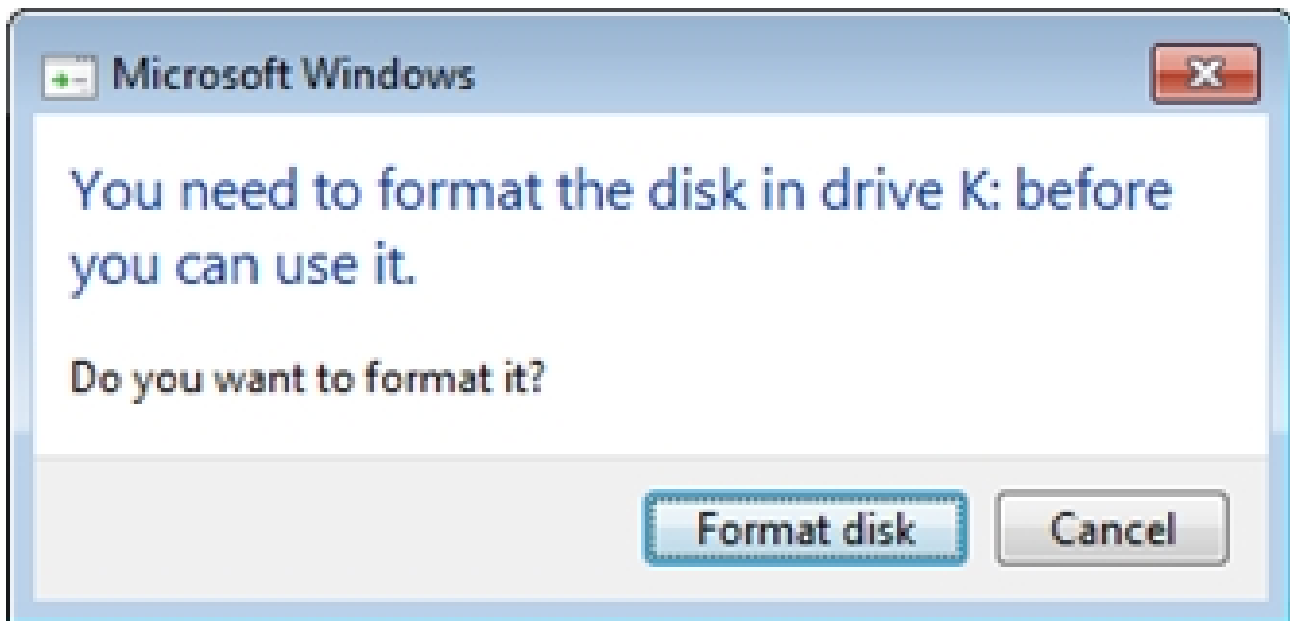 Microsoft Windows
You need to format the disk in drive K: before
you can use it.
Do you want to format it?
Format disk
Cancel